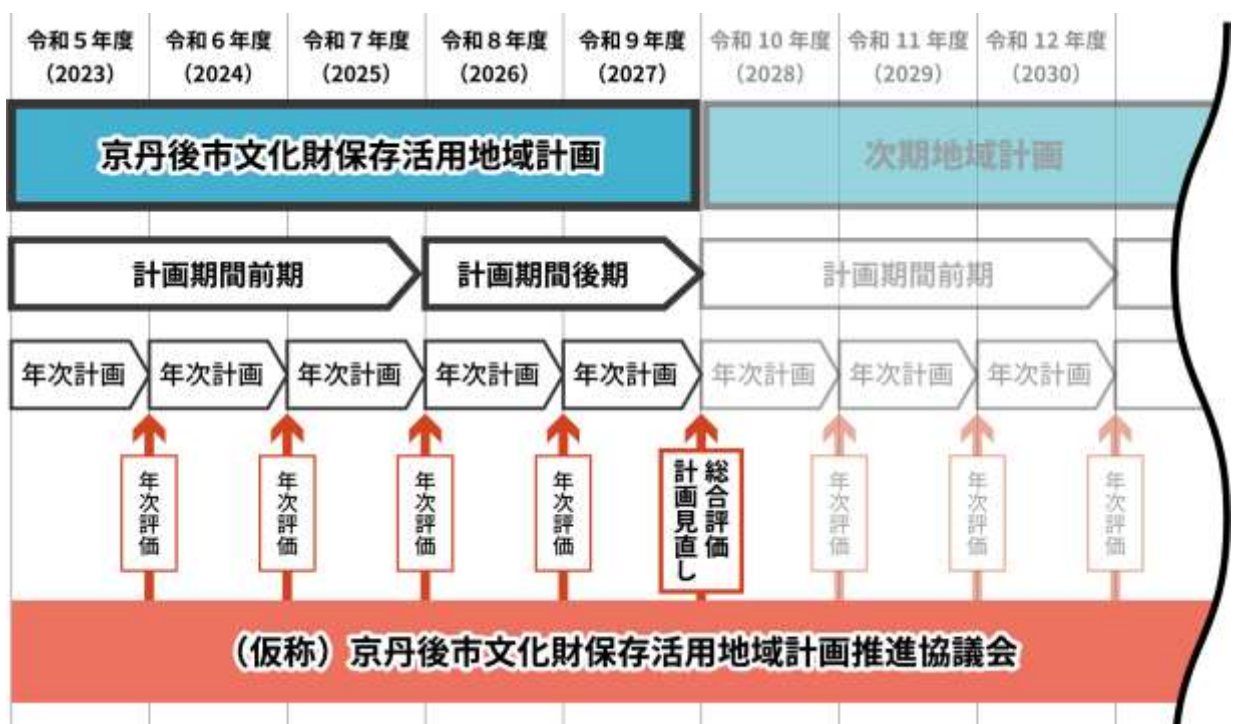 令和5年度 令和6年度 令和7年度 令和8年度 令和9年度 令和10年度 令和11年度 令和12年度
(2023) (2024) (2025) (2026) (2027) (2028) (2029) (2030)
京丹後市文化財保存活用地域計画 次期地域計画
計画期間前期 計画期間後期 計画期間前期
年次計画 年次計画 年次計画 年次計画 年次計画 年次計画 年次計画 年次計画
年次評価
年次評価
年次評価
年次評価
総合評価
計画見直し
年次評価
年次評価
年次評価
（仮称）京丹後市文化財保存活用地域計画推進協議会